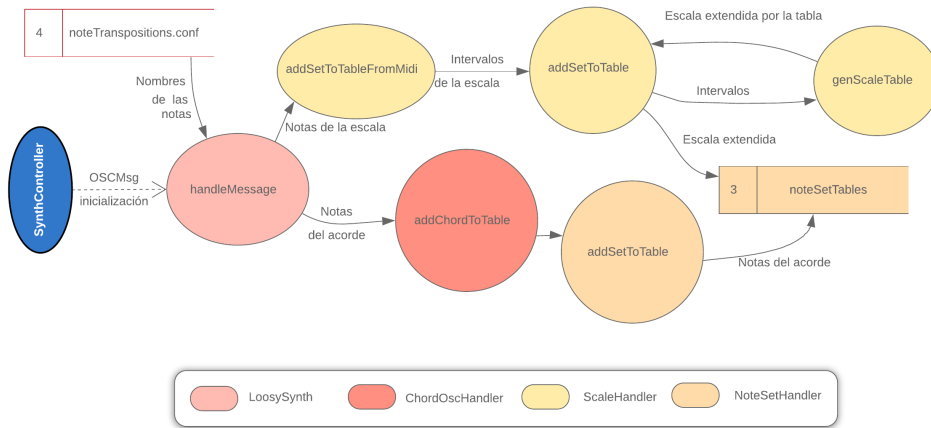 4
noteTranspositions.conf
Nombres
de las
notas
SynthController
OSCMsg
inicialización
handleMessage
Notas de la escala
addSetToTableFromMidi
Intervalos
de la escala
addSetToTable
Escala extendida por la tabla
Intervalos
genScaleTable
Escala extendida
3
noteSetTables
Notas
del acorde
addChordToTable
addSetToTable
Notas del acorde
LoosySynth
ChordOscHandler
ScaleHandler
NoteSetHandler